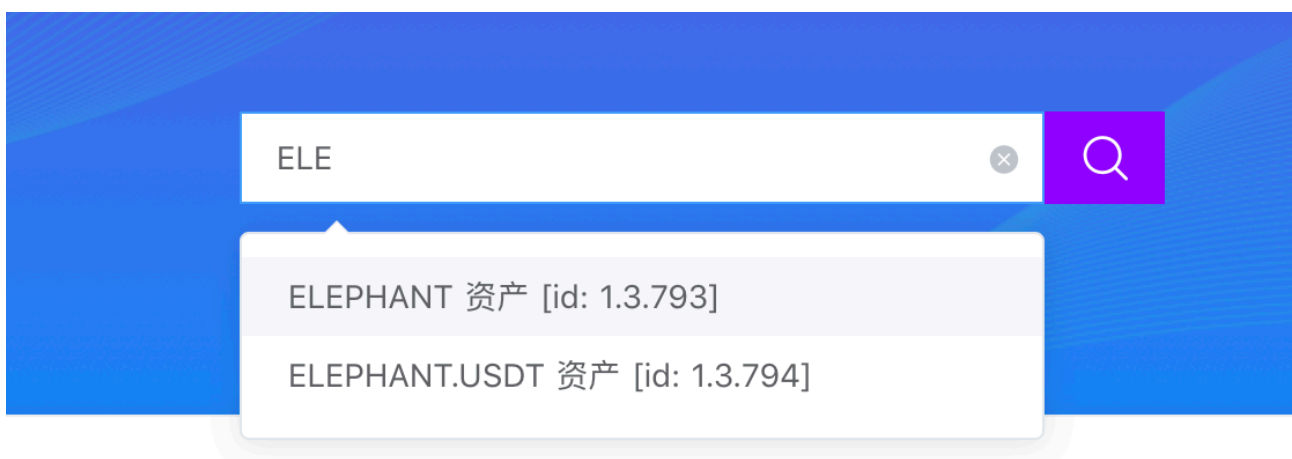 ELE
ELEPHANT 资产 [id: 1.3.793]
ELEPHANT.USDT 资产 [id: 1.3.794]